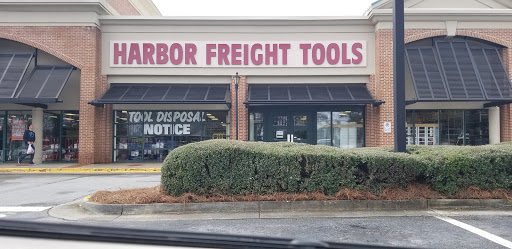 HARBOR FREIGHT TOOLS
TOOL DISPOSAL
NOTICE